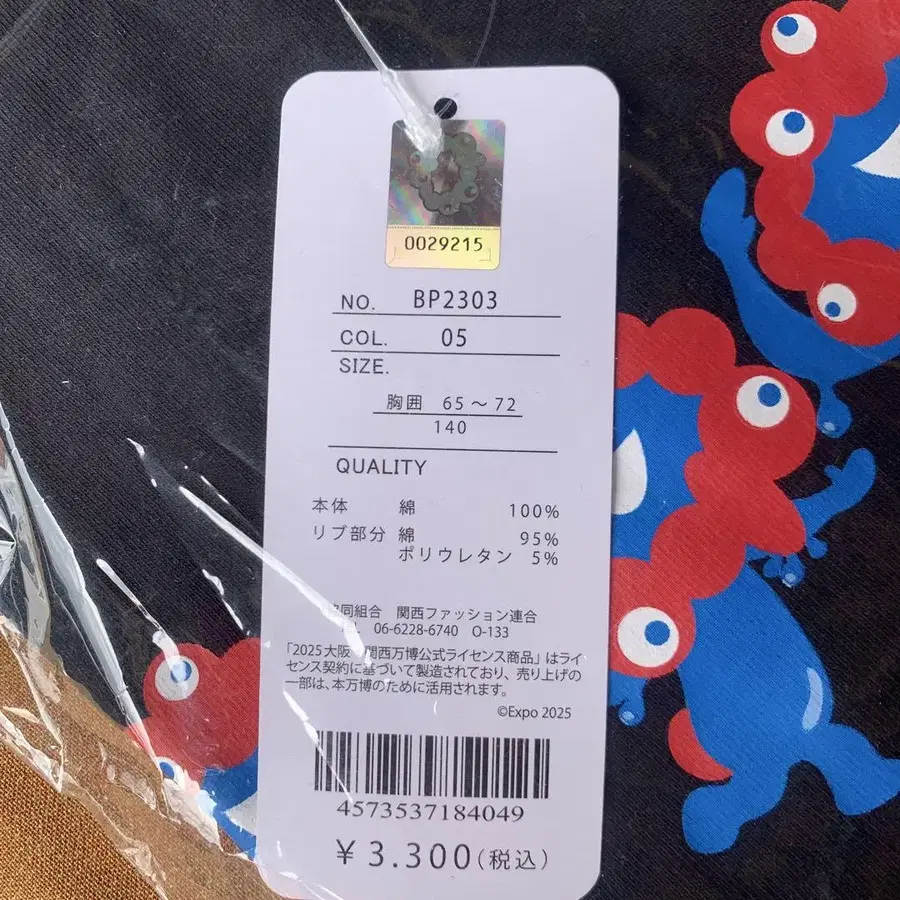 0029215
NO. BP2303
COL. 05
SIZE.
胸囲 65～72
140
QUALITY
本体 綿 100%
リブ部分 綿 95%
ポリウレタン 5%
協同組合 関西ファッション連合
06-6228-6740 O-133
「2025大阪・関西万博公式ライセンス商品」はライ
センス契約に基づいて製造されており、売り上げの
一部は、本万博のために活用されます。
©Expo 2025
4573537184049
¥3.300(税込)